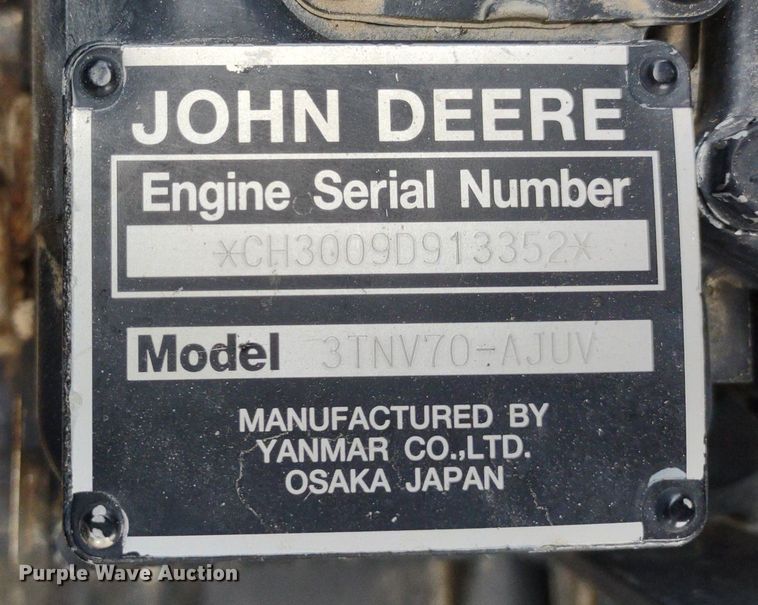 JOHN DEERE
Engine Serial Number
*CH3009D913352*
Model 3TNV70-AJUV
MANUFACTURED BY
YANMAR CO.,LTD.
OSAKA JAPAN
Purple Wave Auction